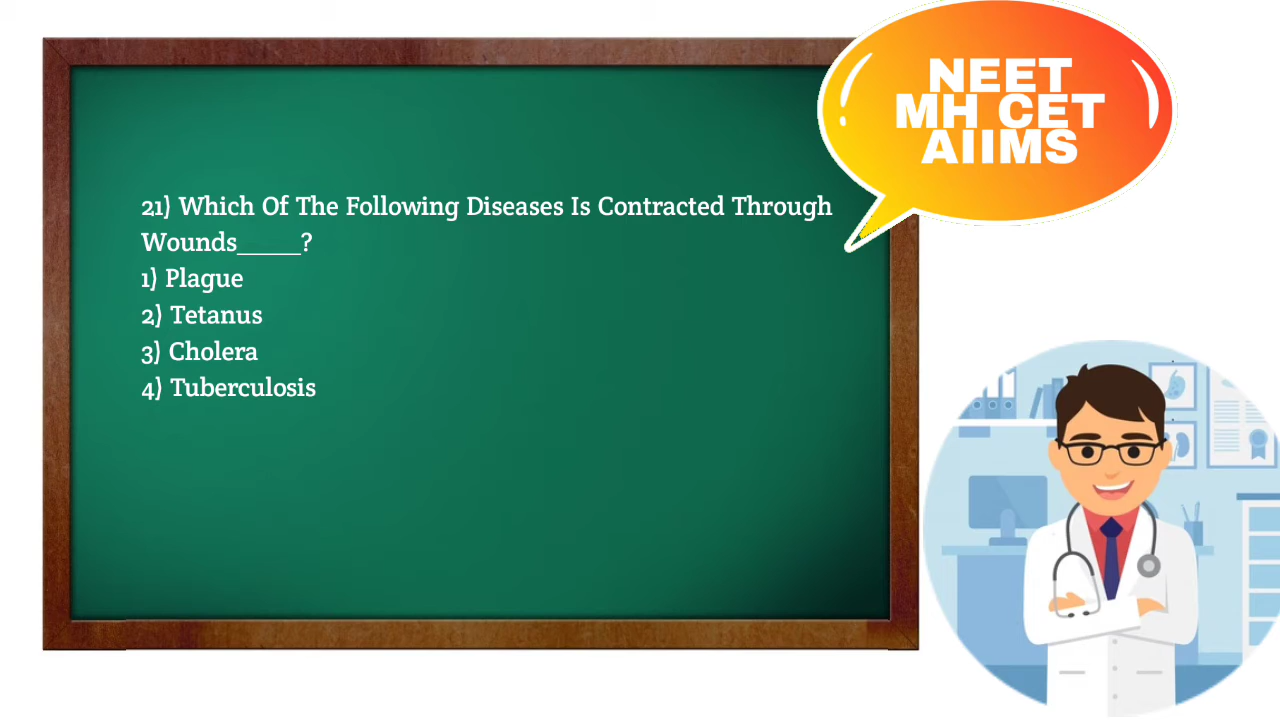 NEET
MH CET
AIIMS
21) Which Of The Following Diseases Is Contracted Through
Wounds_____?
1) Plague
2) Tetanus
3) Cholera
4) Tuberculosis